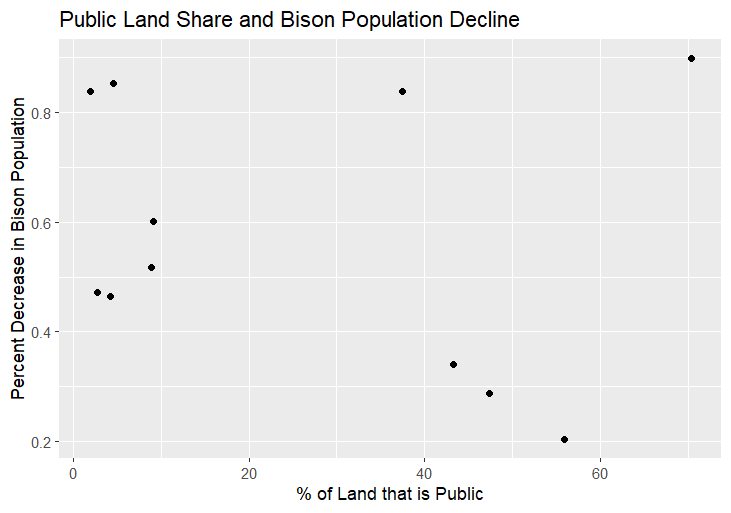 Public Land Share and Bison Population Decline
Percent Decrease in Bison Population
0.8
0.6
0.4
0.2
0
20
40
60
% of Land that is Public